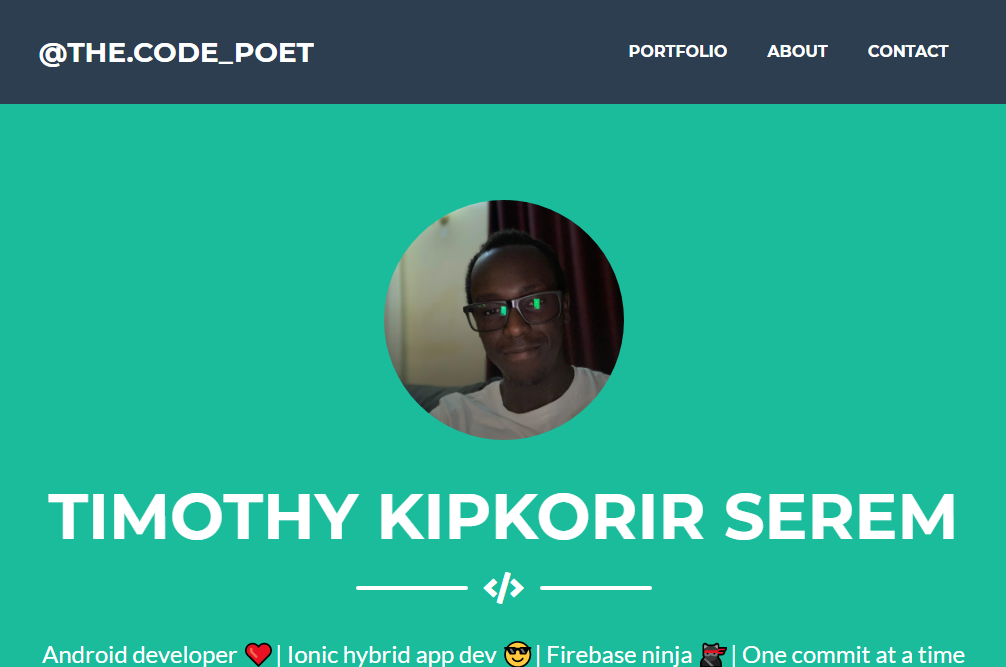 @THE.CODE_POET
PORTFOLIO ABOUT CONTACT
TIMOTHY KIPKORIR SEREM
</>
Android developer ❤️ | Ionic hybrid app dev 😎 | Firebase ninja 🥷 | One commit at a time